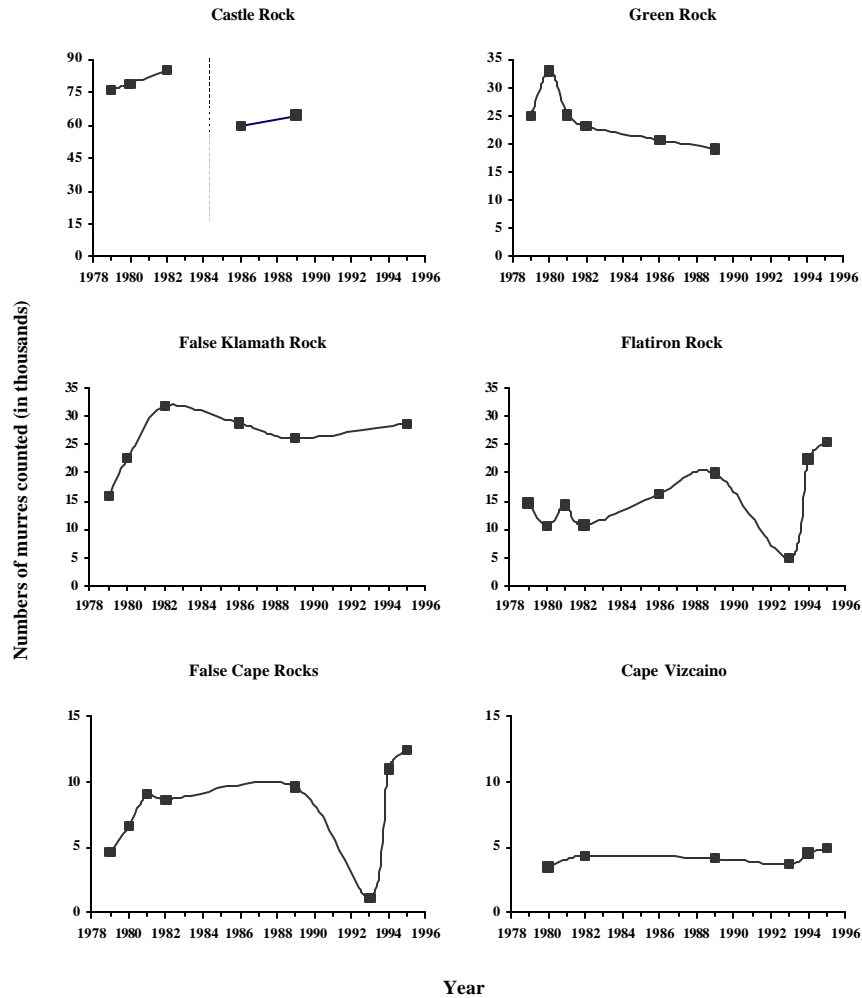 Castle Rock
90
75
60
45
30
15
0
1978 1980 1982 1984 1986 1988 1990 1992 1994 1996
Green Rock
35
30
25
20
15
10
5
0
1978 1980 1982 1984 1986 1988 1990 1992 1994 1996
Numbers of murres counted (in thousands)
False Klamath Rock
35
30
25
20
15
10
5
0
1978 1980 1982 1984 1986 1988 1990 1992 1994 1996
Flatiron Rock
35
30
25
20
15
10
5
0
1978 1980 1982 1984 1986 1988 1990 1992 1994 1996
False Cape Rocks
15
10
5
0
1978 1980 1982 1984 1986 1988 1990 1992 1994 1996
Cape Vizcaino
15
10
5
0
1978 1980 1982 1984 1986 1988 1990 1992 1994 1996
Year